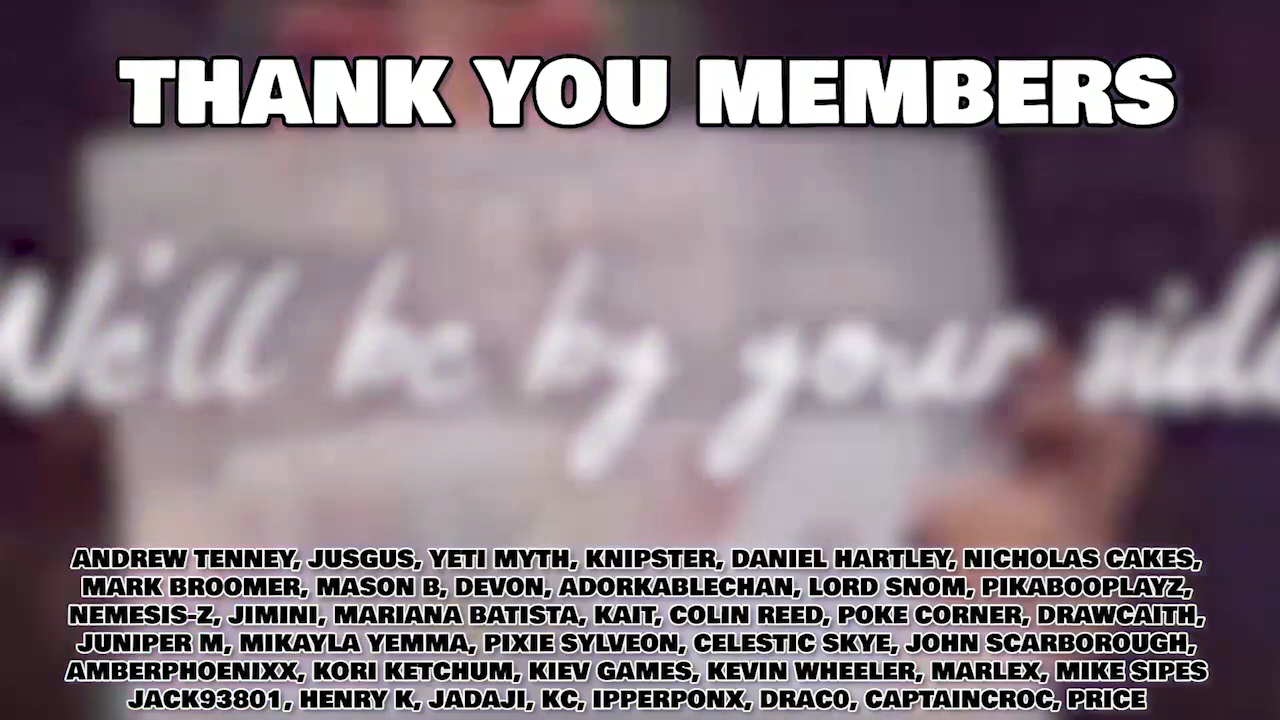 THANK YOU MEMBERS
We'll be by your side
ANDREW TENNEY, JUSGUS, YETI MYTH, KNIPSTER, DANIEL HARTLEY, NICHOLAS CAKES,
MARK BROOMER, MASON B, DEVON, ADORKABLECHAN, LORD SNOM, PIKABOOPLAYZ,
NEMESIS-Z, JIMINI, MARIANA BATISTA, KAIT, COLIN REED, POKE CORNER, DRAWCAITH,
JUNIPER M, MIKAYLA YEMMA, PIXIE SYLVEON, CELESTIC SKYE, JOHN SCARBOROUGH,
AMBERPHOENIXX, KORI KETCHUM, KIEV GAMES, KEVIN WHEELER, MARLEX, MIKE SIPES
JACK93801, HENRY K, JADAJI, KC, IPPERPONX, DRACO, CAPTAINCROC, PRICE